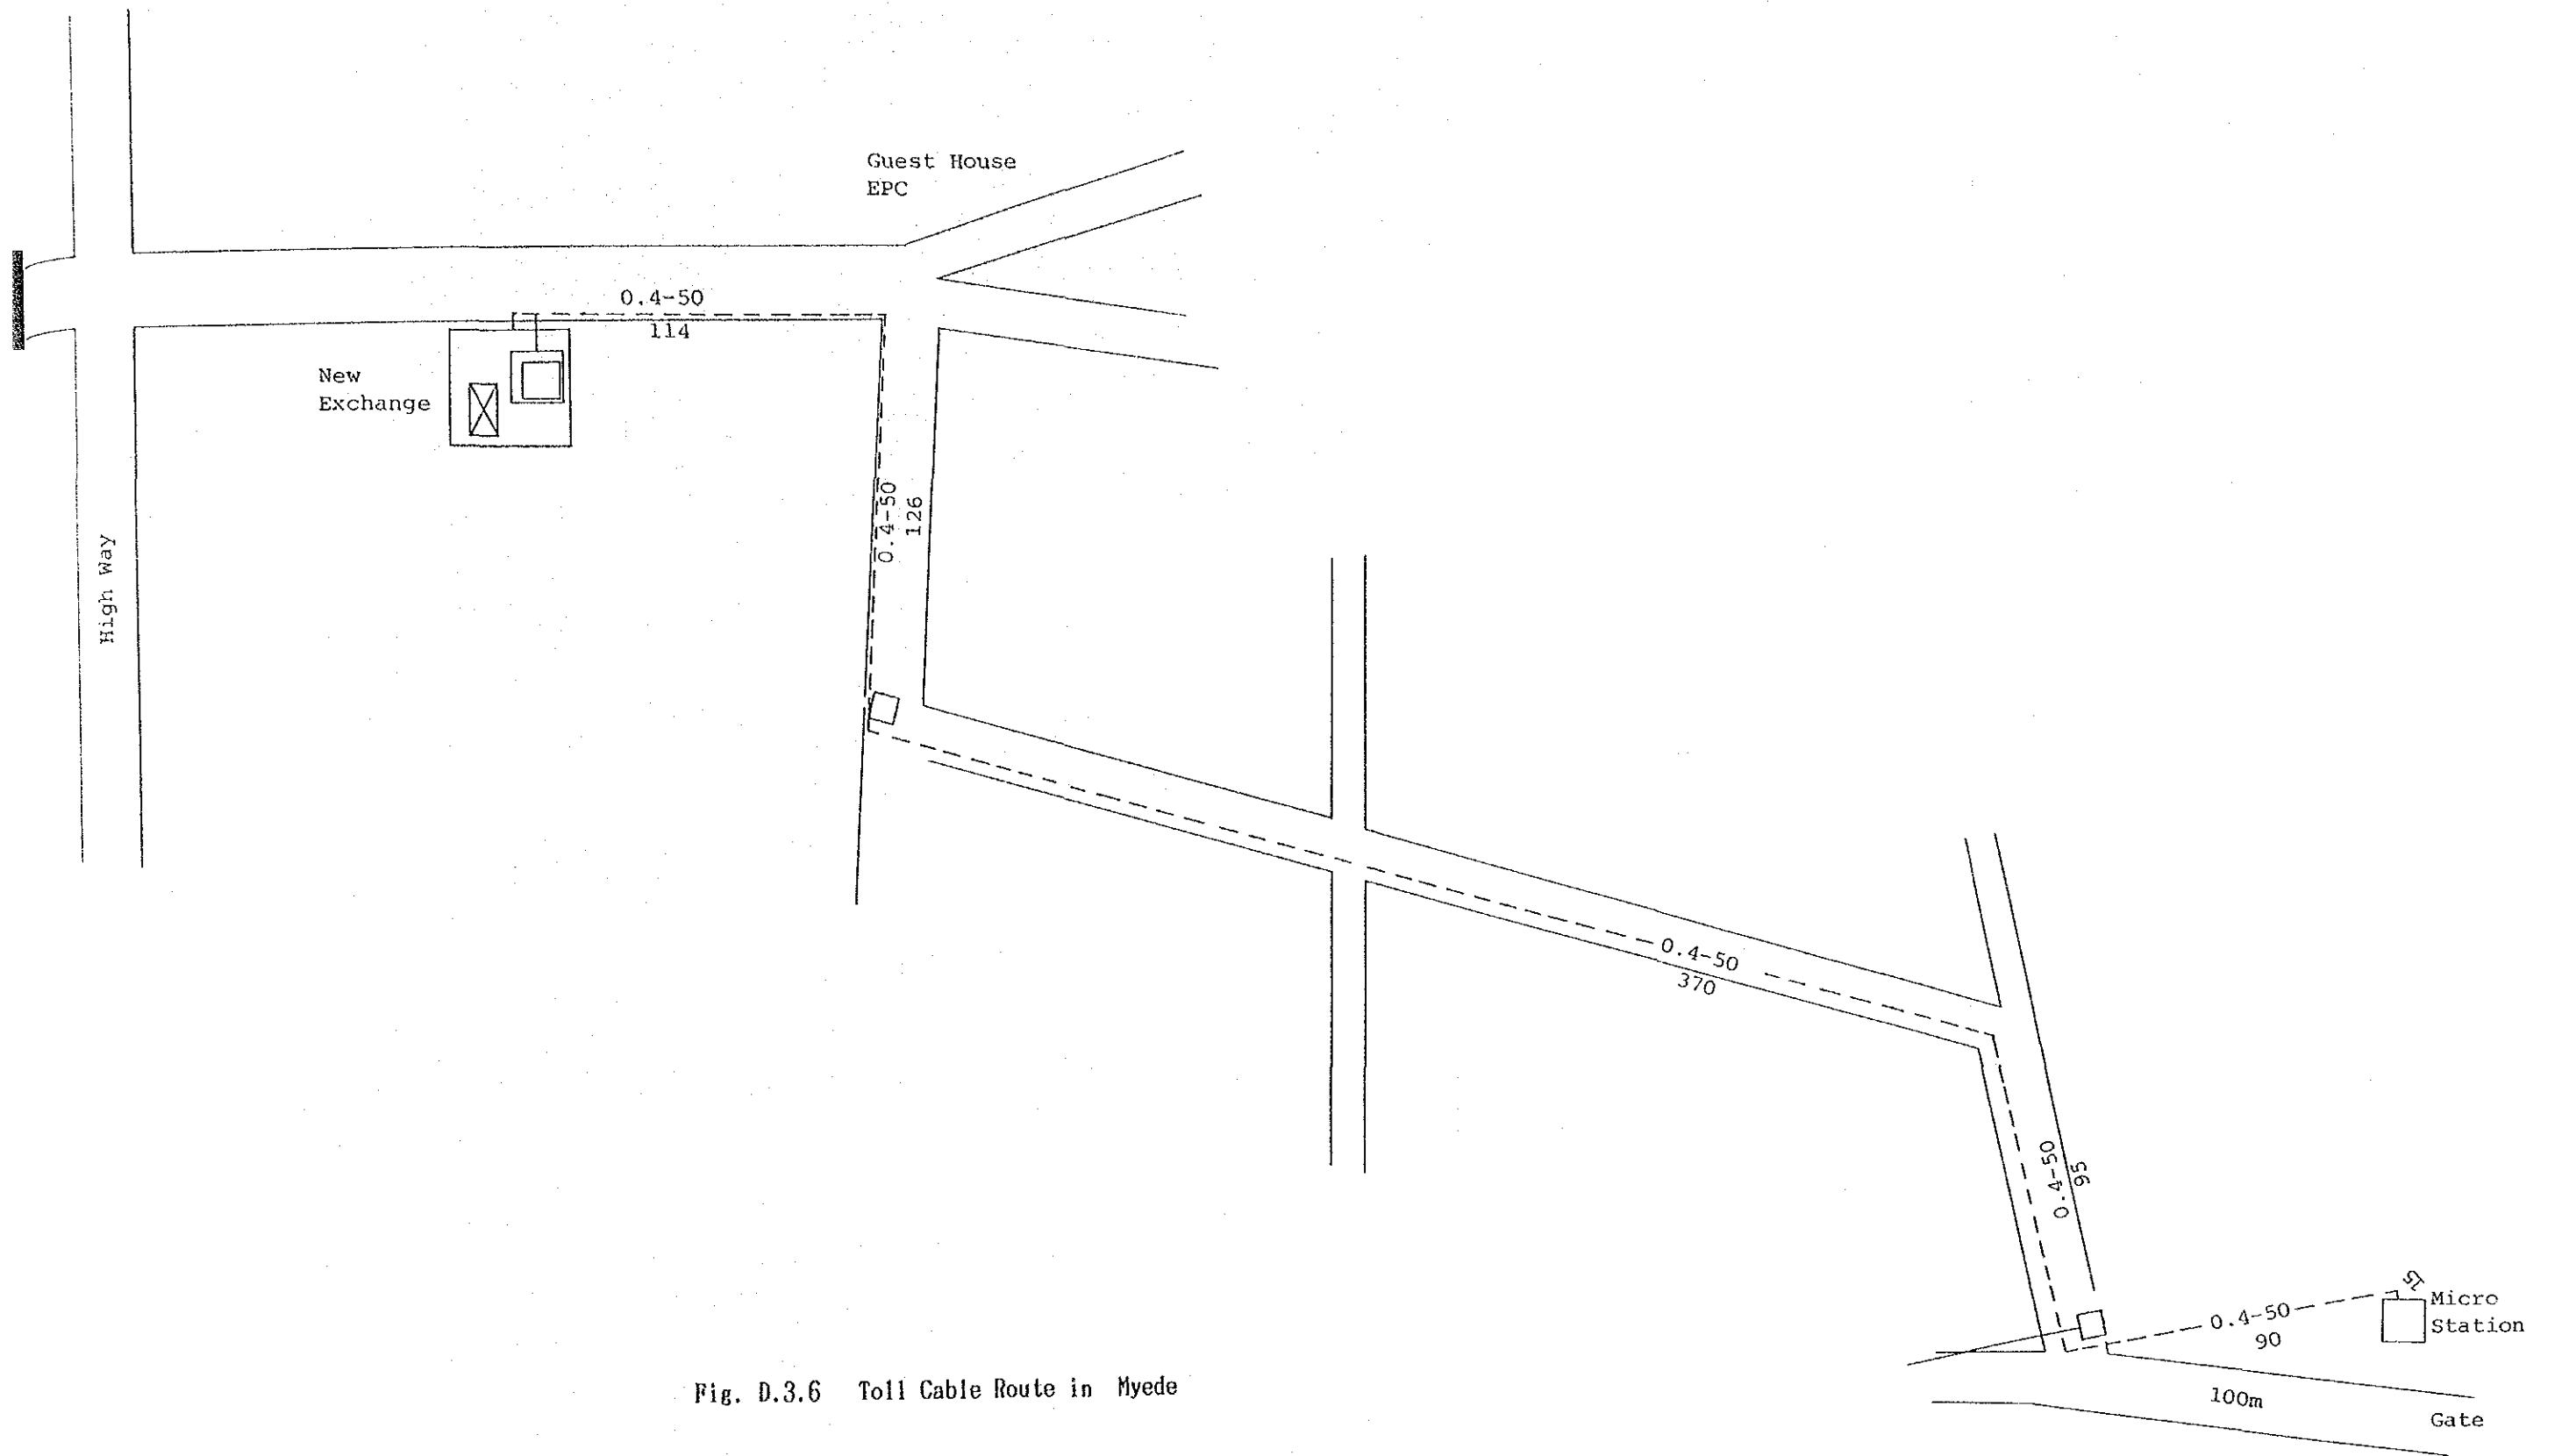 Guest House
EPC
0.4-50
114
New
Exchange
0.4-50
126
High Way
0.4-50
370
0.4-50
95
15
Micro
Station
0.4-50
90
100m
Gate
Fig. D.3.6 Toll Cable Route in Myede